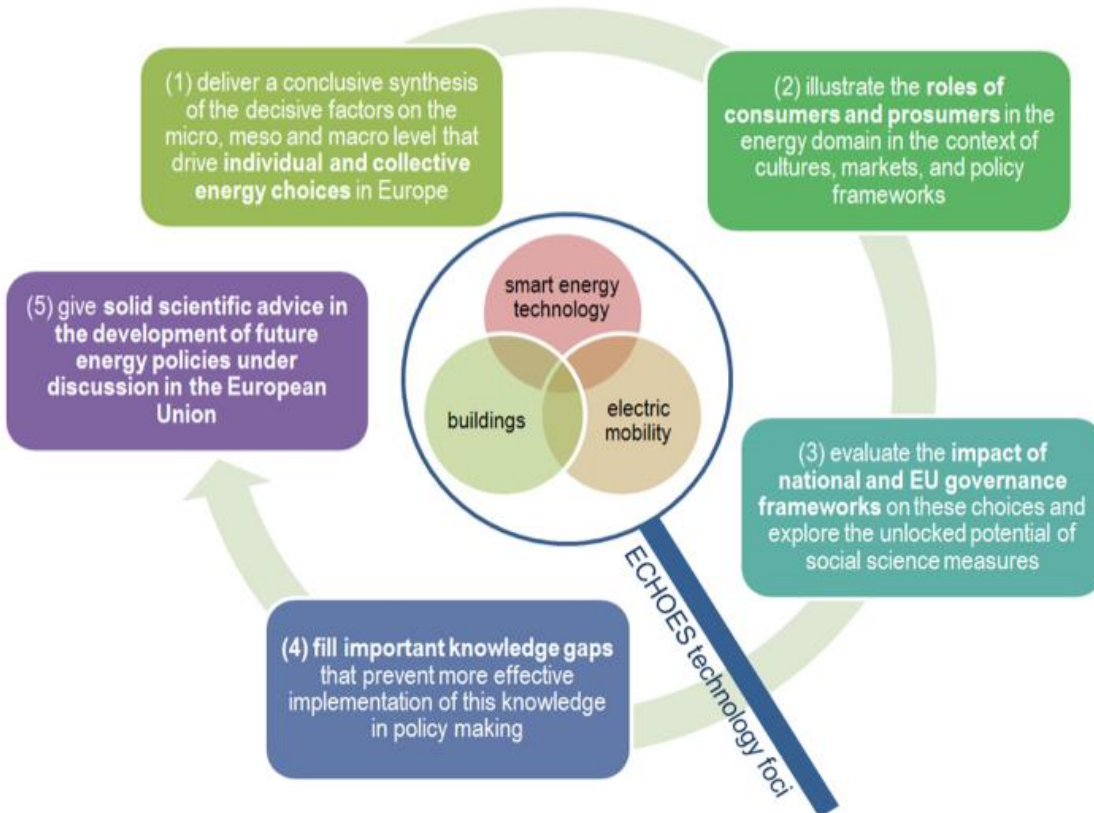 (1) deliver a conclusive synthesis
of the decisive factors on the
micro, meso and macro level that
drive individual and collective
energy choices in Europe
(2) illustrate the roles of
consumers and prosumers in the
energy domain in the context of
cultures, markets, and policy
frameworks
(3) evaluate the impact of
national and EU governance
frameworks on these choices and
explore the unlocked potential of
social science measures
(4) fill important knowledge gaps
that prevent more effective
implementation of this knowledge
in policy making
(5) give solid scientific advice
in the development of future
energy policies under
discussion in the European
Union
smart energy
technology
buildings
electric
mobility
ECHOES technology foci